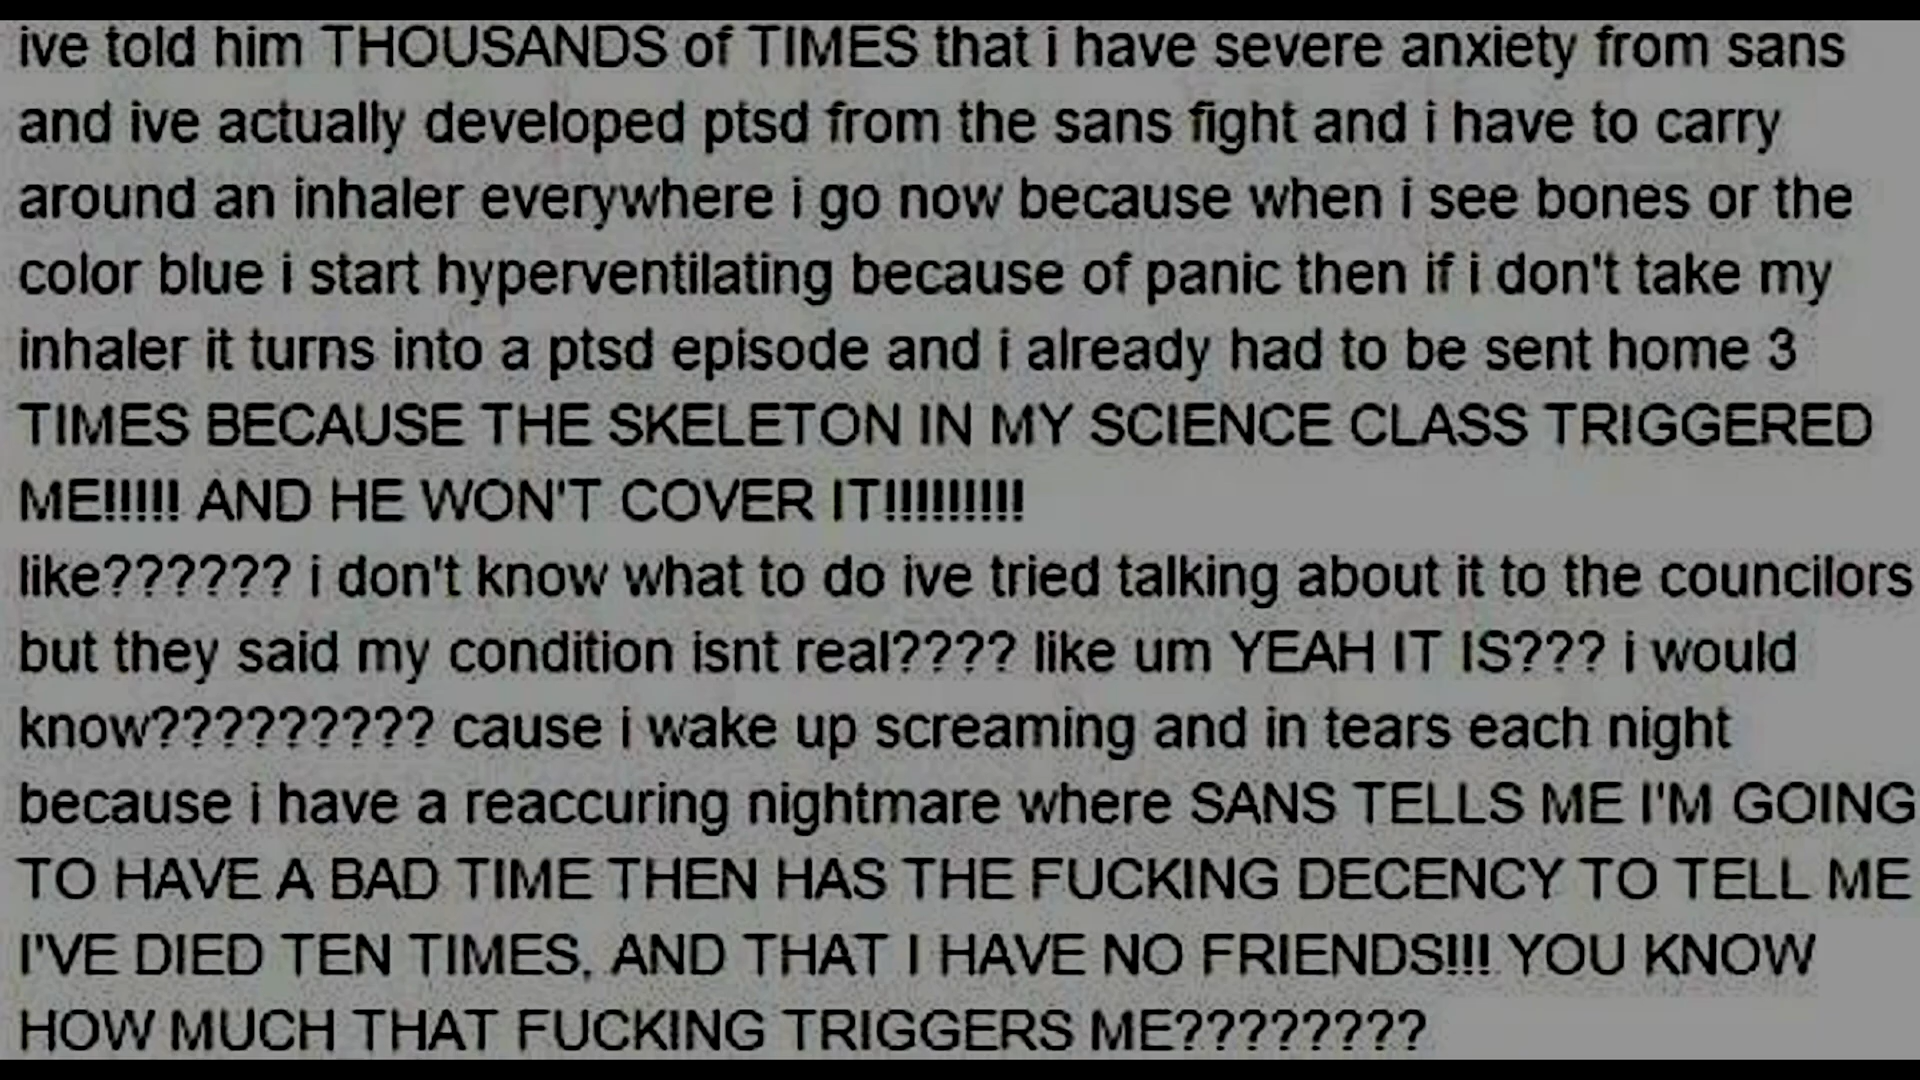 ive told him THOUSANDS of TIMES that i have severe anxiety from sans
and ive actually developed ptsd from the sans fight and i have to carry
around an inhaler everywhere i go now because when i see bones or the
color blue i start hyperventilating because of panic then if i don't take my
inhaler it turns into a ptsd episode and i already had to be sent home 3
TIMES BECAUSE THE SKELETON IN MY SCIENCE CLASS TRIGGERED
ME!!!!! AND HE WON'T COVER IT!!!!!!!!!
like?????? i don't know what to do ive tried talking about it to the councilors
but they said my condition isnt real???? like um YEAH IT IS??? i would
know????????? cause i wake up screaming and in tears each night
because i have a reaccuring nightmare where SANS TELLS ME I'M GOING
TO HAVE A BAD TIME THEN HAS THE FUCKING DECENCY TO TELL ME
I'VE DIED TEN TIMES, AND THAT I HAVE NO FRIENDS!!! YOU KNOW
HOW MUCH THAT FUCKING TRIGGERS ME????????